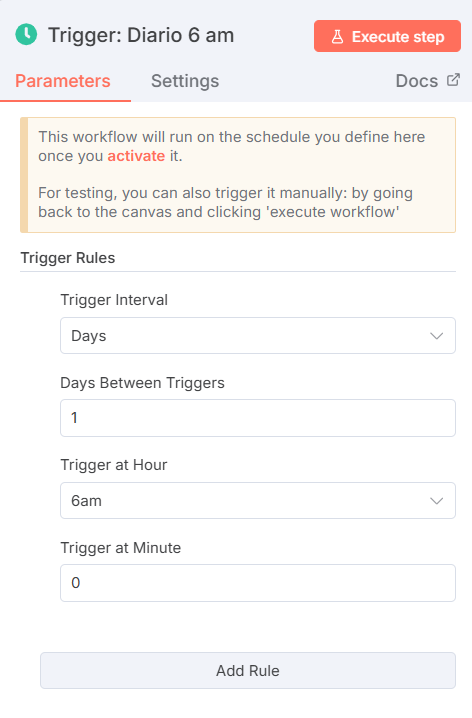 Trigger: Diario 6 am
Execute step
Parameters
Settings
Docs
This workflow will run on the schedule you define here
once you activate it.
For testing, you can also trigger it manually: by going
back to the canvas and clicking 'execute workflow'
Trigger Rules
Trigger Interval
Days
Days Between Triggers
1
Trigger at Hour
6am
Trigger at Minute
0
Add Rule